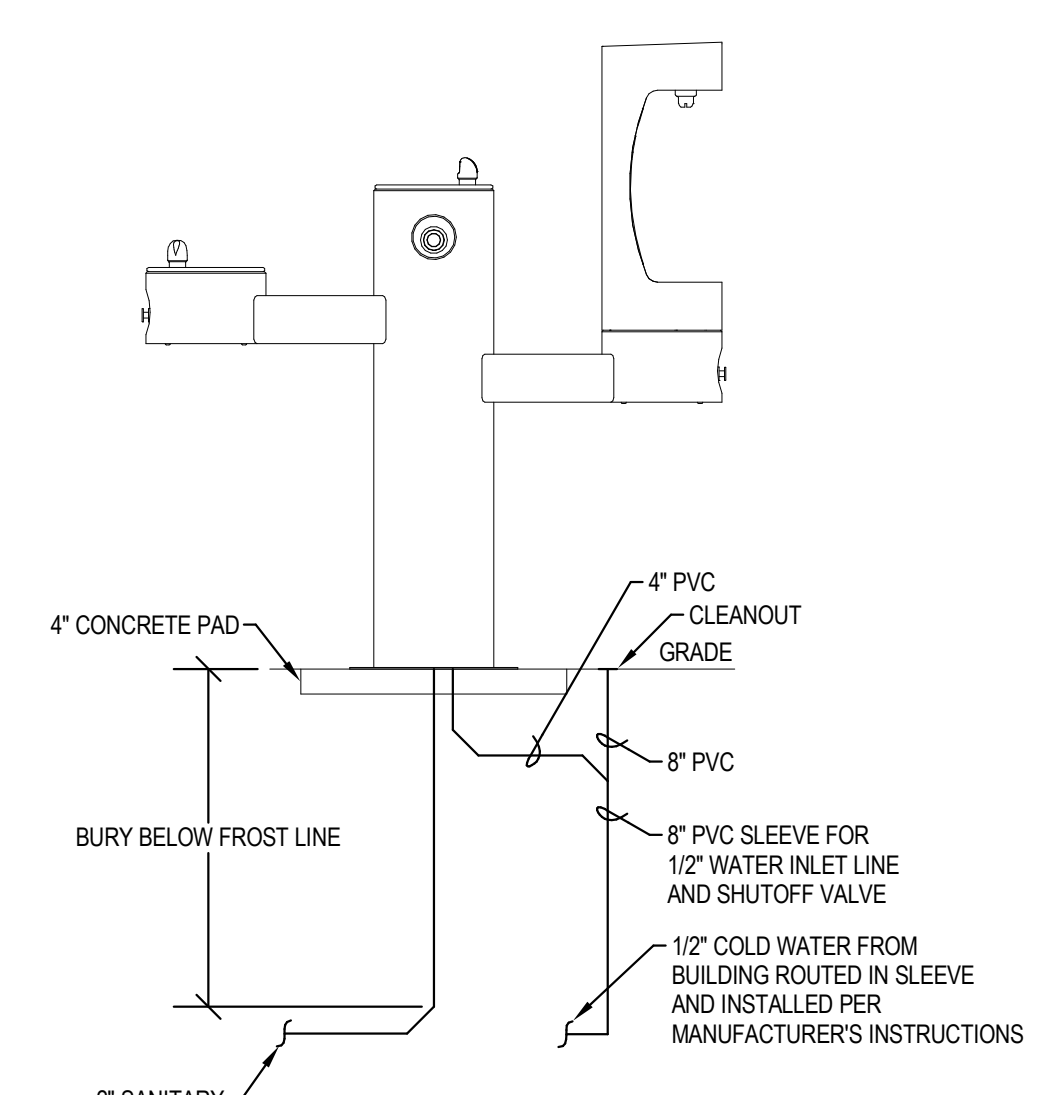 4" PVC
4" CONCRETE PAD
CLEANOUT
GRADE
8" PVC
BURY BELOW FROST LINE
8" PVC SLEEVE FOR
1/2" WATER INLET LINE
AND SHUTOFF VALVE
1/2" COLD WATER FROM
BUILDING ROUTED IN SLEEVE
AND INSTALLED PER
MANUFACTURER'S INSTRUCTIONS
SANITARY